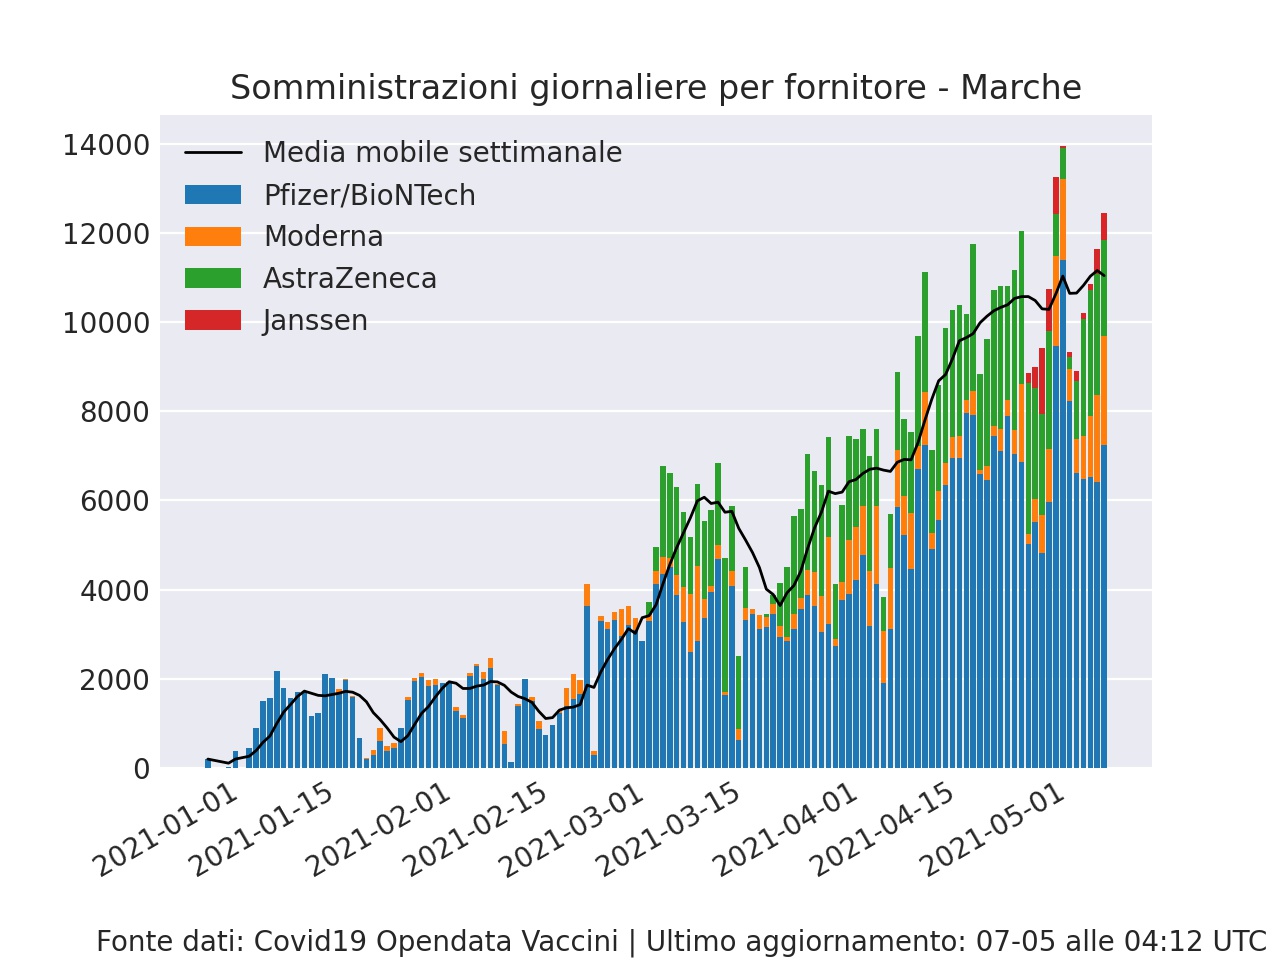 Somministrazioni giornaliere per fornitore - Marche
Media mobile settimanale
Pfizer/BioNTech
Moderna
AstraZeneca
Janssen
14000
12000
10000
8000
6000
4000
2000
0
2021-01-01
2021-01-15
2021-02-01
2021-02-15
2021-03-01
2021-03-15
2021-04-01
2021-04-15
2021-05-01
Fonte dati: Covid19 Opendata Vaccini | Ultimo aggiornamento: 07-05 alle 04:12 UTC